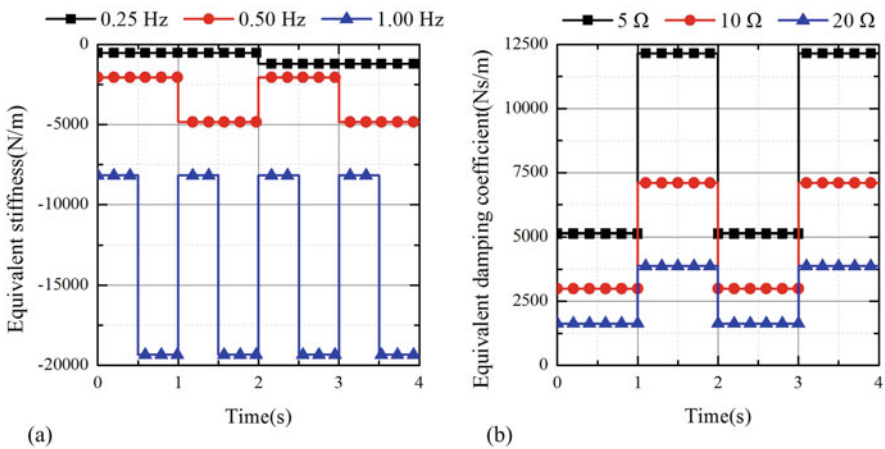 0.25 Hz 0.50 Hz 1.00 Hz
Equivalent stiffness(N/m)
0
-5000
-10000
-15000
-20000
0 1 2 3 4
Time(s)
(a)
5 Ω 10 Ω 20 Ω
Equivalent damping coefficient(Ns/m)
12500
10000
7500
5000
2500
0
0 1 2 3 4
Time(s)
(b)